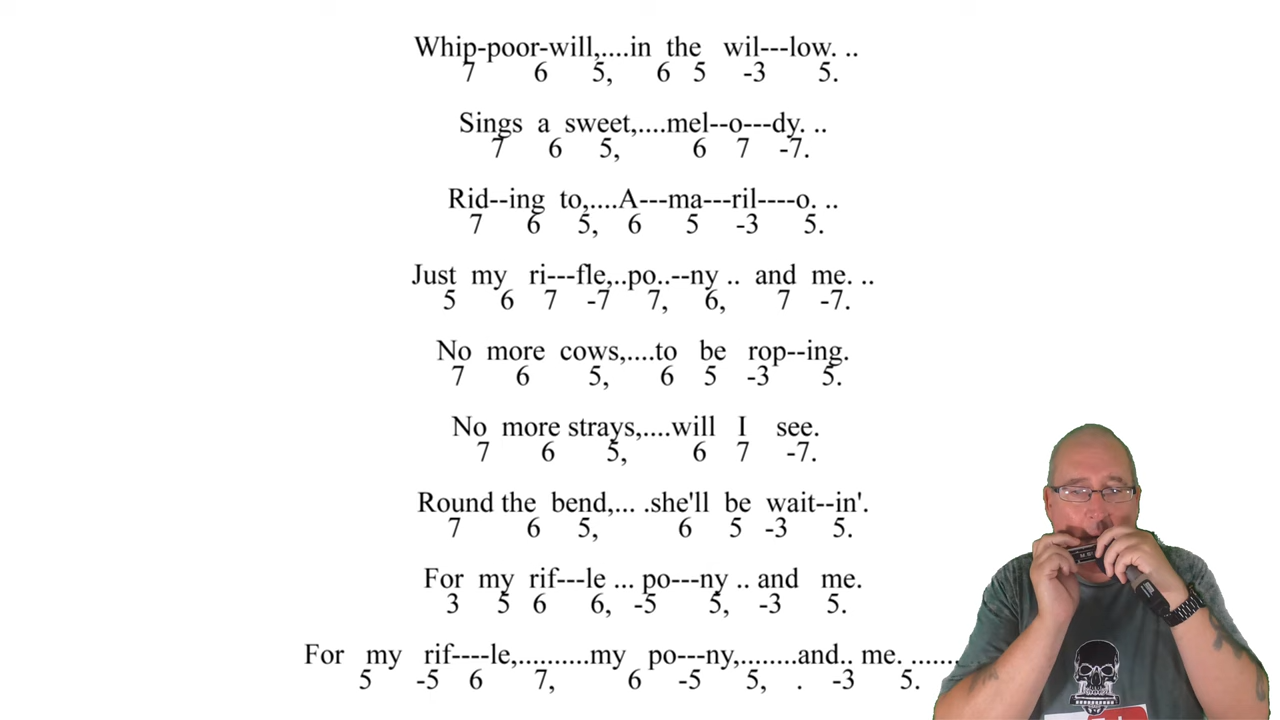 Whip-poor-will,....in the wil---low. ..
7 6 5, 6 5 -3 5.
Sings a sweet,....mel--o---dy. ..
7 6 5, 6 7 -7.
Rid--ing to,....A---ma---ril----o. ..
7 6 5, 6 5 -3 5.
Just my ri---fle,..po..--ny .. and me. ..
5 6 7 -7 7, 6, 7 -7.
No more cows,....to be rop--ing.
7 6 5, 6 5 -3 5.
No more strays,....will I see.
7 6 5, 6 7 -7.
Round the bend,... .she'll be wait--in'.
7 6 5, 6 5 -3 5.
For my rif---le ... po---ny .. and me.
3 5 6 6, -5 5, -3 5.
For my rif----le,..........my po---ny,........and.. me. ........
5 -5 6 7, 6 -5 5, . -3 5.